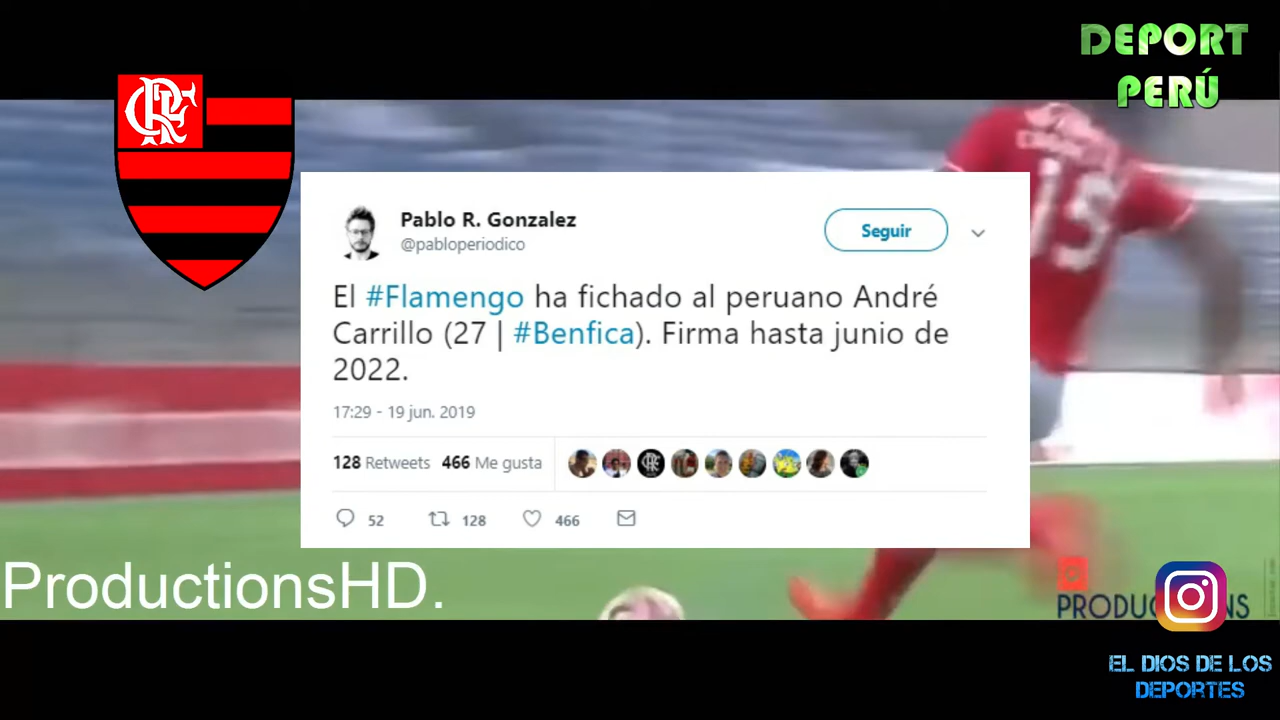 DEPORT
PERÚ
Pablo R. Gonzalez
@pabloperiodico
Seguir
El #Flamengo ha fichado al peruano André
Carrillo (27 | #Benfica). Firma hasta junio de
2022.
17:29 - 19 jun. 2019
128 Retweets 466 Me gusta
52 128 466
ProductionsHD.
EL DIOS DE LOS
DEPORTES